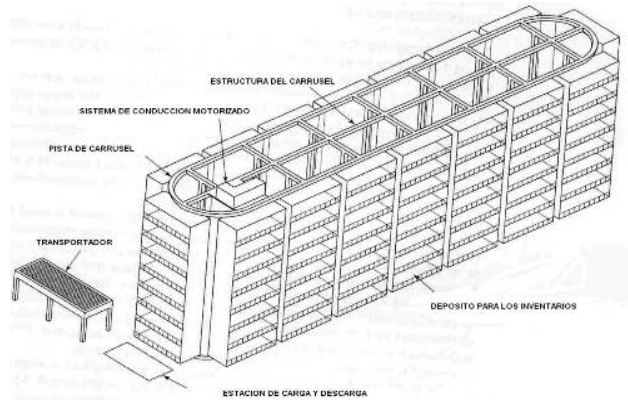 ESTRUCTURA DEL CARRUSEL
SISTEMA DE CONDUCCION MOTORIZADO
PISTA DE CARRUSEL
TRANSPORTADOR
DEPOSITO PARA LOS INVENTARIOS
ESTACION DE CARGA Y DESCARGA